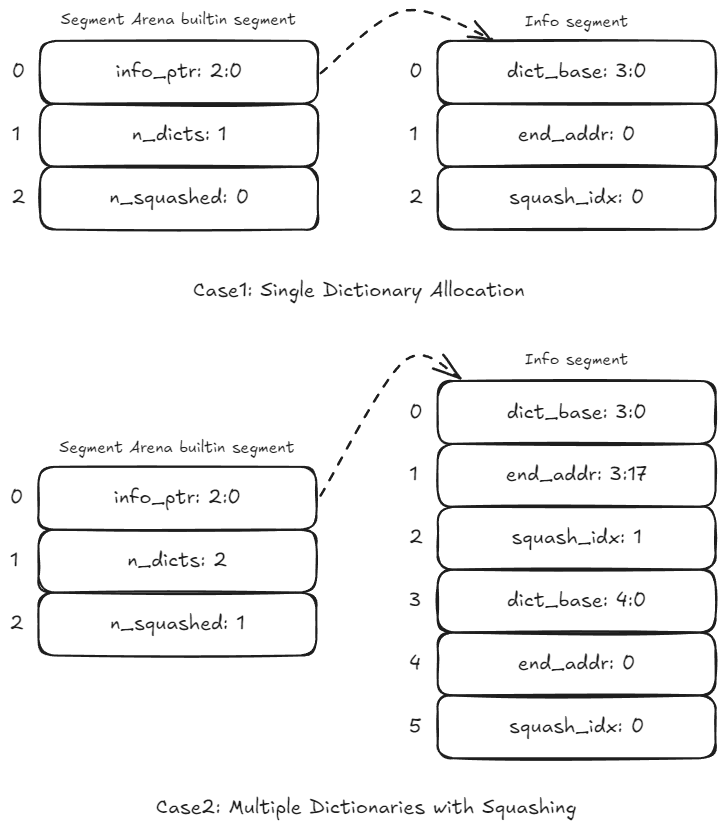 Segment Arena builtin segment
0 info_ptr: 2:0
1 n_dicts: 1
2 n_squashed: 0
Info segment
0 dict_base: 3:0
1 end_addr: 0
2 squash_idx: 0
Case1: Single Dictionary Allocation
Segment Arena builtin segment
0 info_ptr: 2:0
1 n_dicts: 2
2 n_squashed: 1
Info segment
0 dict_base: 3:0
1 end_addr: 3:17
2 squash_idx: 1
3 dict_base: 4:0
4 end_addr: 0
5 squash_idx: 0
Case2: Multiple Dictionaries with Squashing